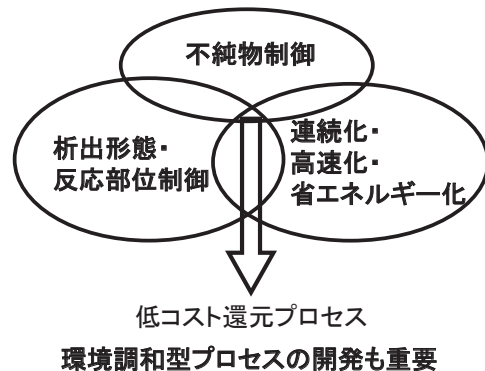 不純物制御
析出形態・
反応部位制御
連続化・
高速化・
省エネルギー化
低コスト還元プロセス
環境調和型プロセスの開発も重要